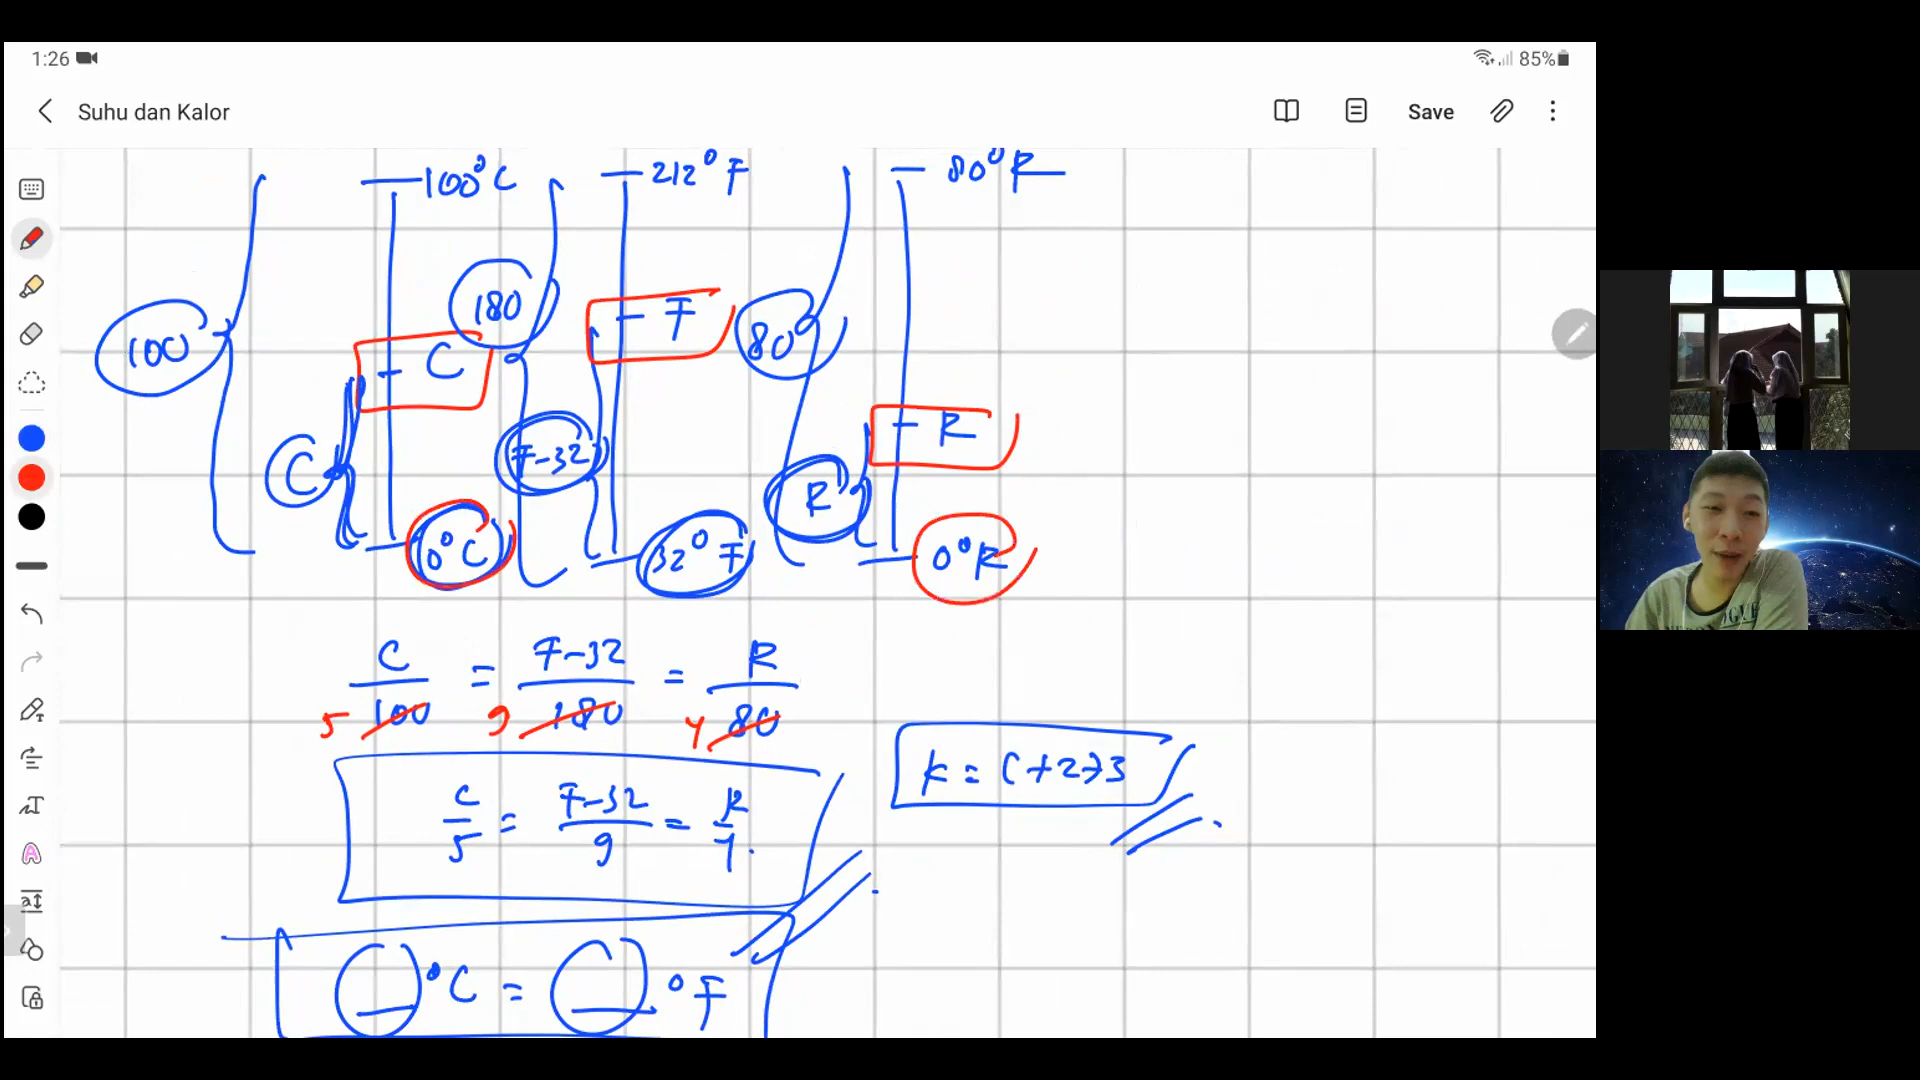 1:26 85%
Suhu dan Kalor
Save
100°C 212°F 80°R
180 F
100 C 80
R
C F-32 R
0°C 32°F 0°R
C/100 = F-32/180 = R/80
5 9 4
K = C+273
C/5 = F-32/9 = R/4
°C = °F